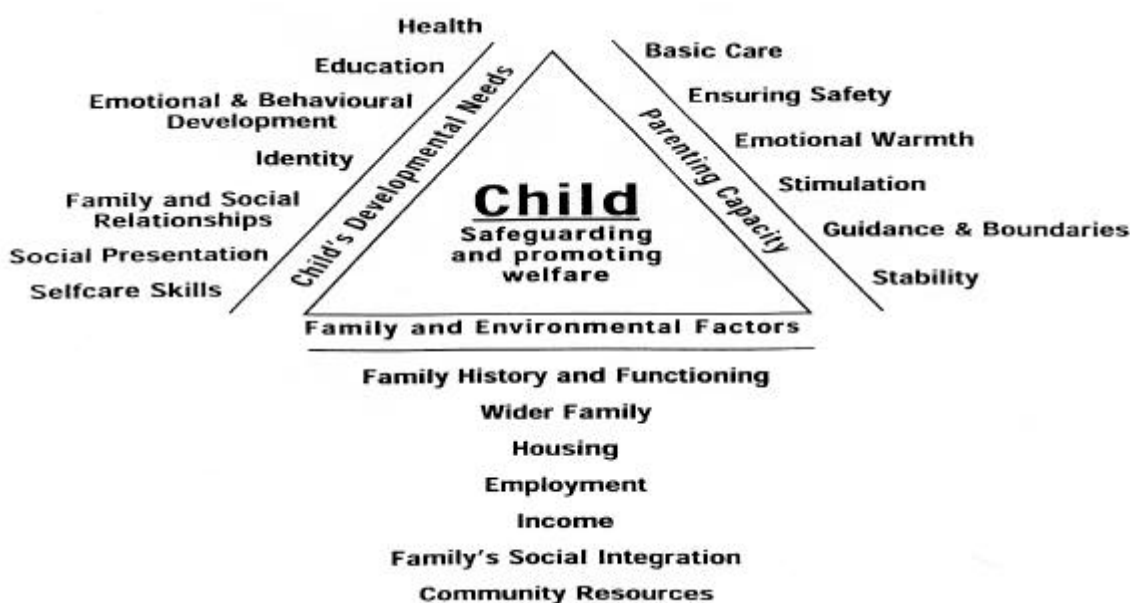 Health
Education
Emotional & Behavioural
Development
Identity
Family and Social
Relationships
Social Presentation
Selfcare Skills
Child's Developmental Needs
Child
Safeguarding
and promoting
welfare
Parenting Capacity
Basic Care
Ensuring Safety
Emotional Warmth
Stimulation
Guidance & Boundaries
Stability
Family and Environmental Factors
Family History and Functioning
Wider Family
Housing
Employment
Income
Family's Social Integration
Community Resources